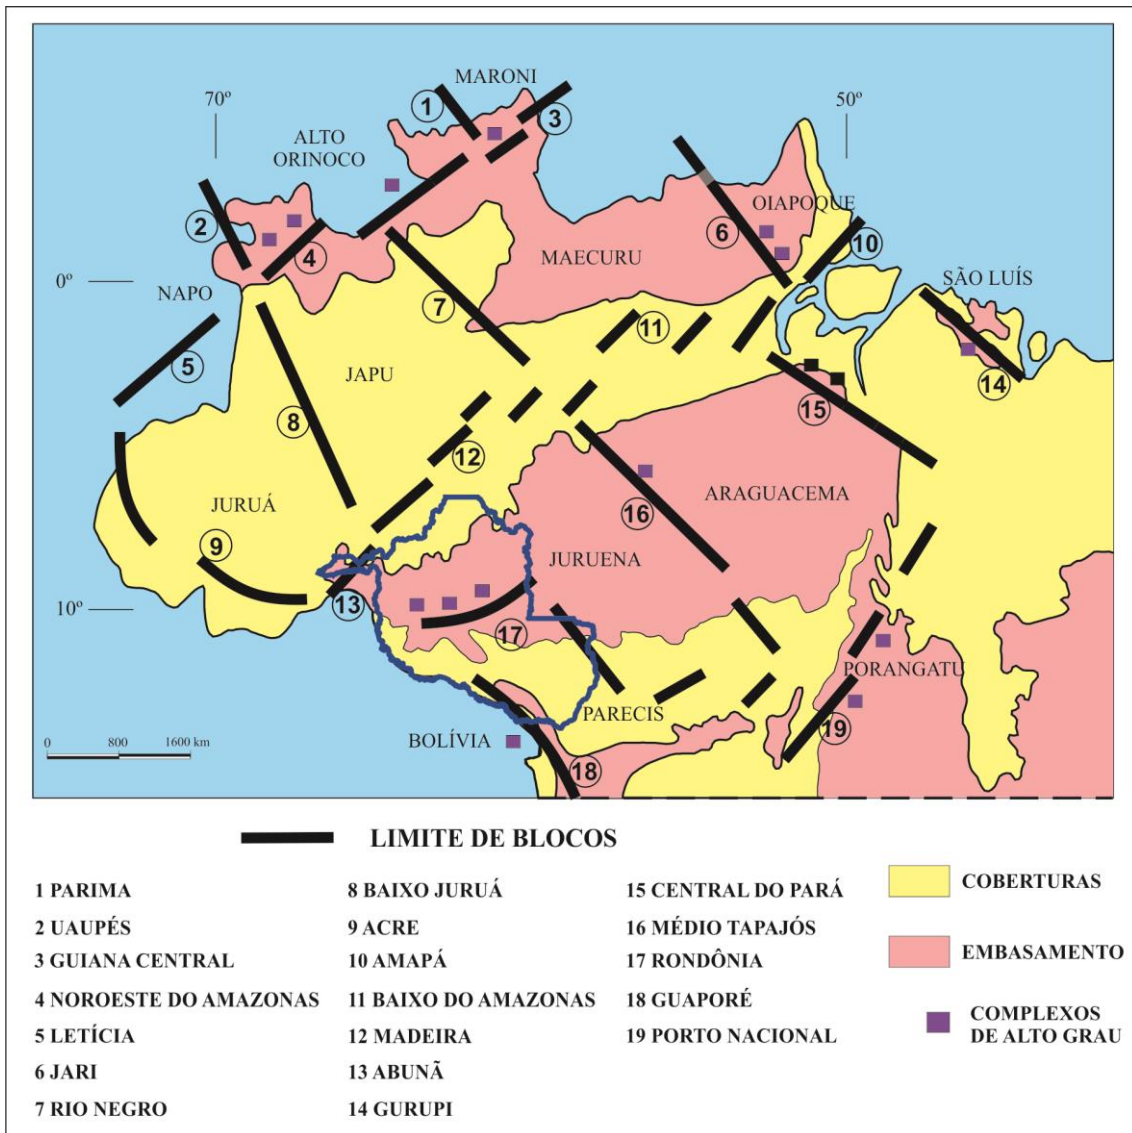 MARONI
70º
50º
1
3
ALTO
ORINOCO
2
OIAPOQUE
6
10
4
MAECURU
SÃO LUÍS
0º
NAPO
7
11
5
JAPU
14
15
8
12
JURUÁ
ARAGUACEMA
16
9
JURUENA
10º
13
17
PORANGATU
PARECIS
BOLÍVIA
19
18
0 800 1600 km
LIMITE DE BLOCOS
1 PARIMA
2 UAUPÉS
3 GUIANA CENTRAL
4 NOROESTE DO AMAZONAS
5 LETÍCIA
6 JARI
7 RIO NEGRO
8 BAIXO JURUÁ
9 ACRE
10 AMAPÁ
11 BAIXO DO AMAZONAS
12 MADEIRA
13 ABUNÃ
14 GURUPI
15 CENTRAL DO PARÁ
16 MÉDIO TAPAJÓS
17 RONDÔNIA
18 GUAPORÉ
19 PORTO NACIONAL
COBERTURAS
EMBASAMENTO
COMPLEXOS
DE ALTO GRAU